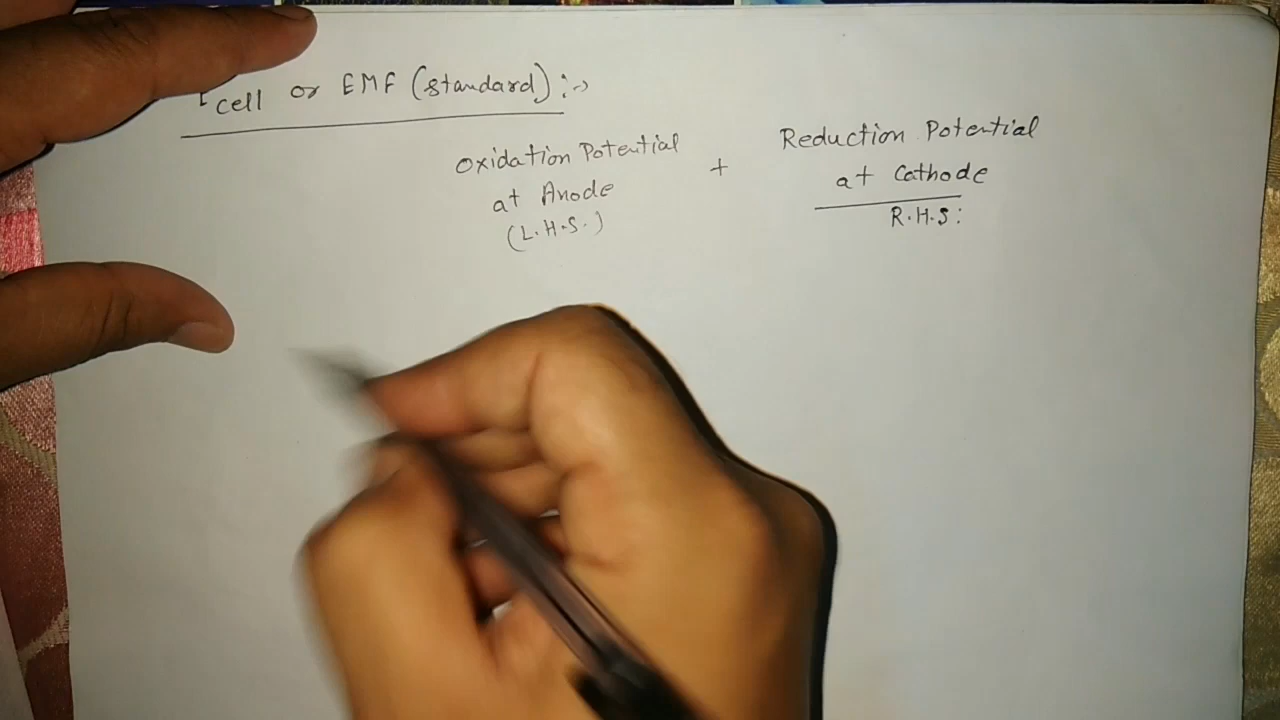 cell or EMF (standard) :→
Oxidation Potential
at Anode
(L.H.S.)
+
Reduction Potential
at Cathode
R.H.S: